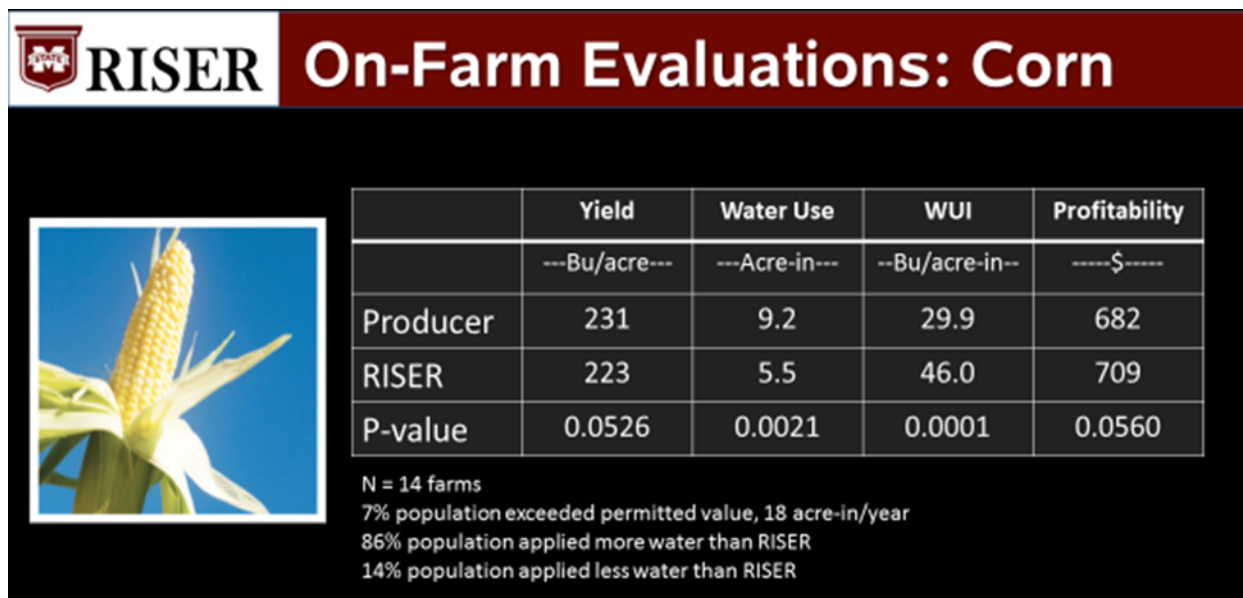 STATE
RISER On-Farm Evaluations: Corn
Yield Water Use WUI Profitability
---Bu/acre--- ---Acre-in--- --Bu/acre-in-- -----$-----
Producer 231 9.2 29.9 682
RISER 223 5.5 46.0 709
P-value 0.0526 0.0021 0.0001 0.0560
N = 14 farms
7% population exceeded permitted value, 18 acre-in/year
86% population applied more water than RISER
14% population applied less water than RISER